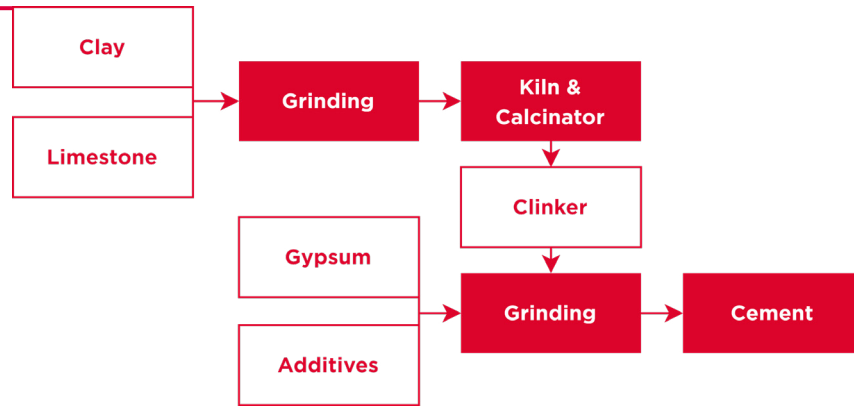 Clay
Limestone
Grinding
Kiln &
Calcinator
Clinker
Gypsum
Additives
Grinding
Cement